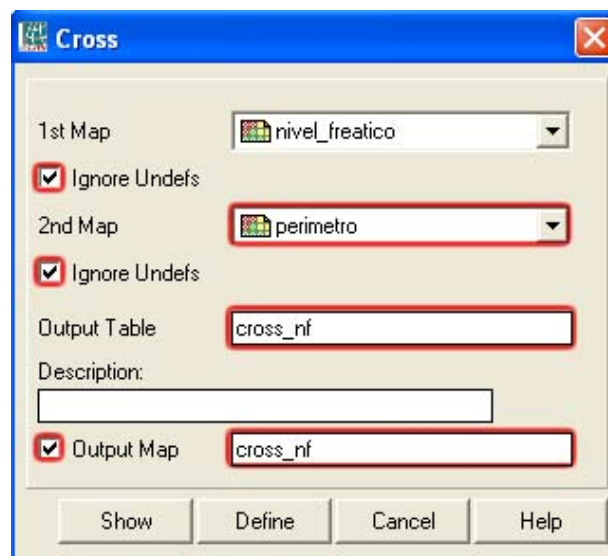 Cross
1st Map nivel_freatico
Ignore Undefs
2nd Map perimetro
Ignore Undefs
Output Table cross_nf
Description:
Output Map cross_nf
Show Define Cancel Help